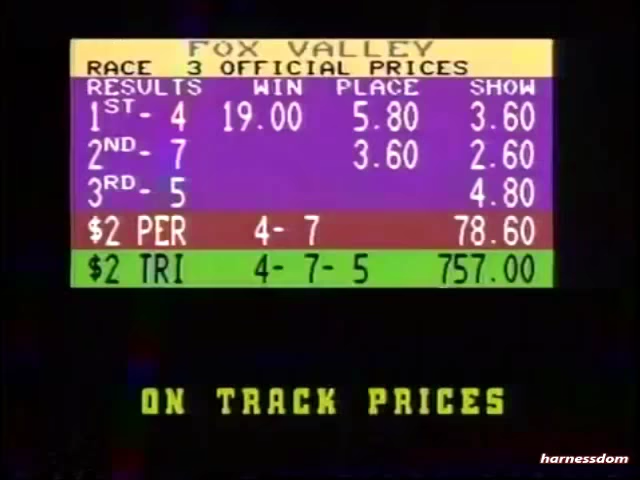 FOX VALLEY
RACE 3 OFFICIAL PRICES
RESULTS WIN PLACE SHOW
1ST- 4 19.00 5.80 3.60
2ND- 7 3.60 2.60
3RD- 5 4.80
$2 PER 4- 7 78.60
$2 TRI 4- 7- 5 757.00
ON TRACK PRICES
harnessdom